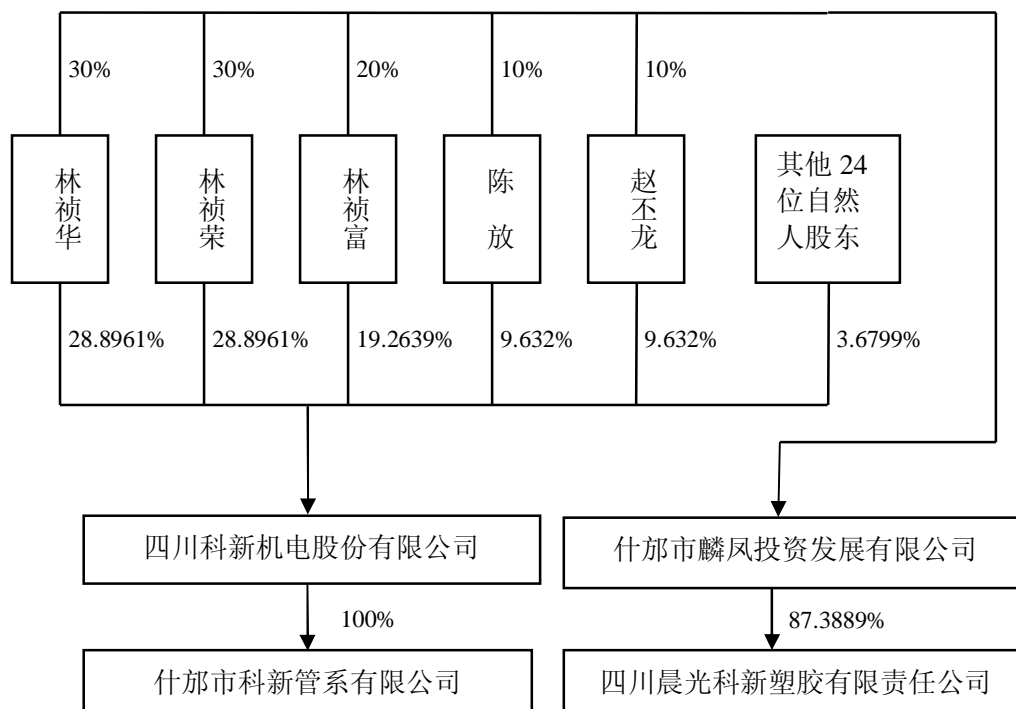 30%
30%
20%
10%
10%
林祯华
林祯荣
林祯富
陈 放
赵丕龙
其他 24
位自然
人股东
28.8961%
28.8961%
19.2639%
9.632%
9.632%
3.6799%
四川科新机电股份有限公司
什邡市麟凤投资发展有限公司
100%
87.3889%
什邡市科新管系有限公司
四川晨光科新塑胶有限责任公司